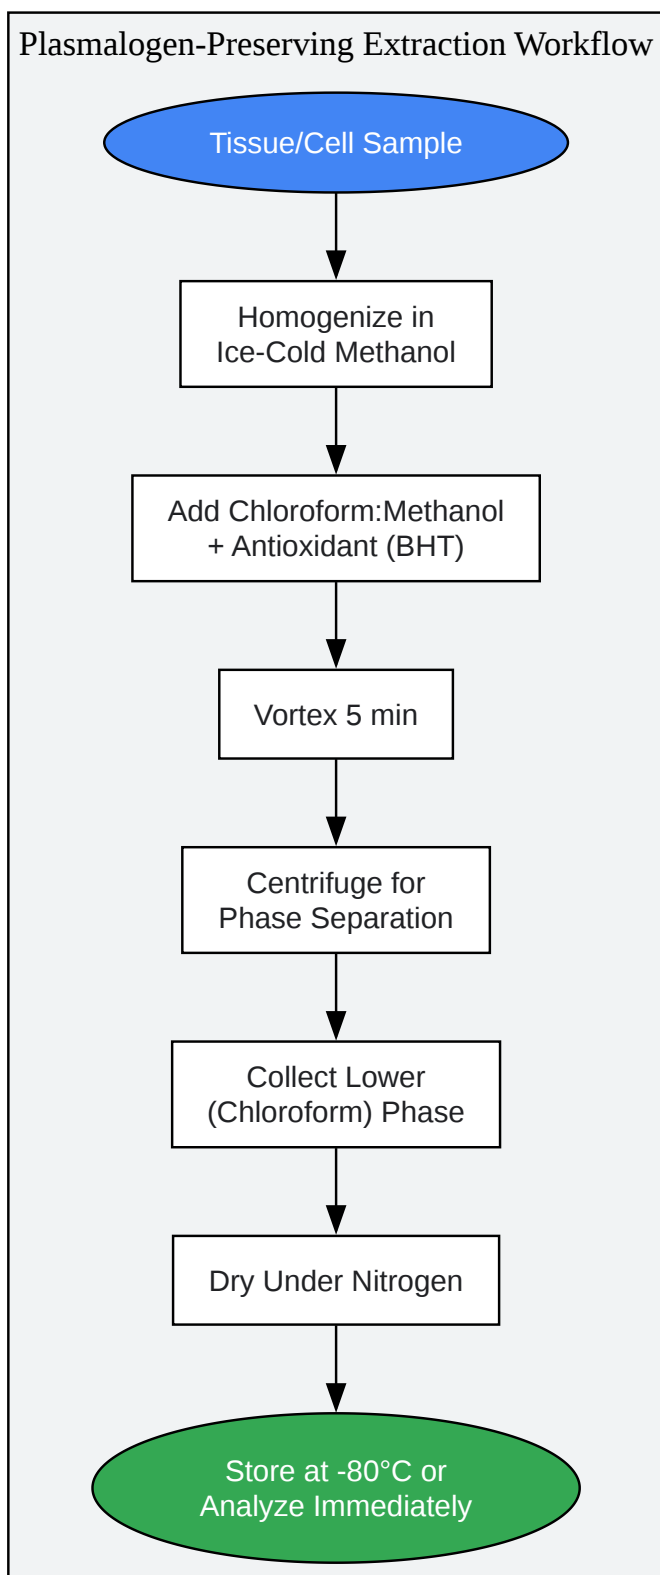 Plasmalogen-Preserving Extraction Workflow
Tissue/Cell Sample
Homogenize in
Ice-Cold Methanol
Add Chloroform:Methanol
+ Antioxidant (BHT)
Vortex 5 min
Centrifuge for
Phase Separation
Collect Lower
(Chloroform) Phase
Dry Under Nitrogen
Store at -80°C or
Analyze Immediately